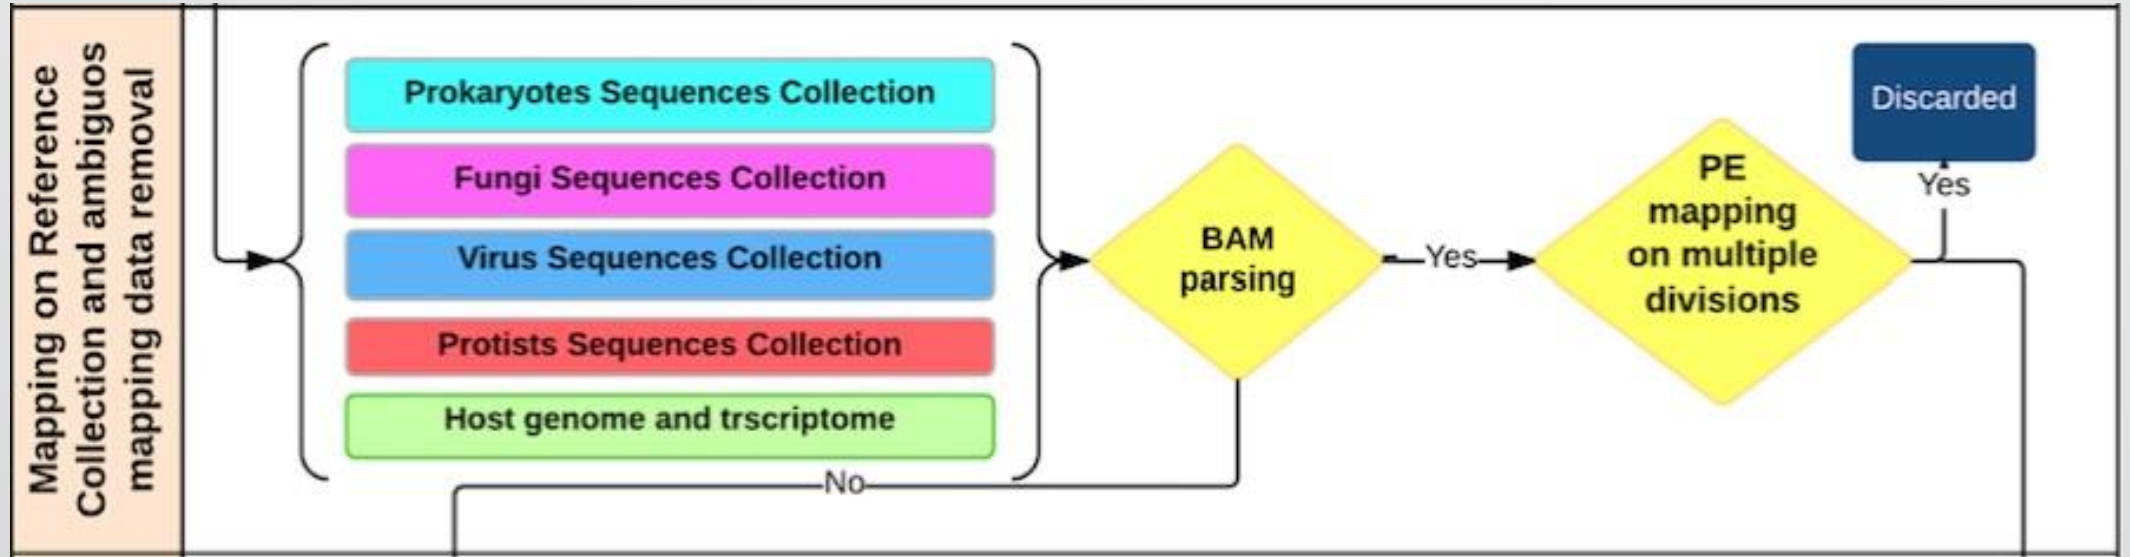 Mapping on Reference
Collection and ambiguos
mapping data removal
Prokaryotes Sequences Collection
Fungi Sequences Collection
Virus Sequences Collection
Protists Sequences Collection
Host genome and trscriptome
BAM
parsing
Yes
No
PE
mapping
on multiple
divisions
Yes
Discarded